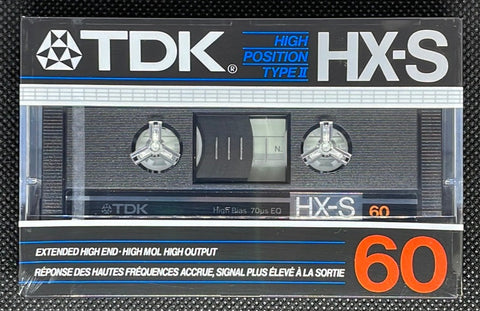 TDK® HIGH POSITION TYPE II HX-S
N
TDK High Bias 70µs EQ HX-S 60
EXTENDED HIGH END • HIGH MOL HIGH OUTPUT
RÉPONSE DES HAUTES FRÉQUENCES ACCRUE, SIGNAL PLUS ÉLEVÉ À LA SORTIE
60